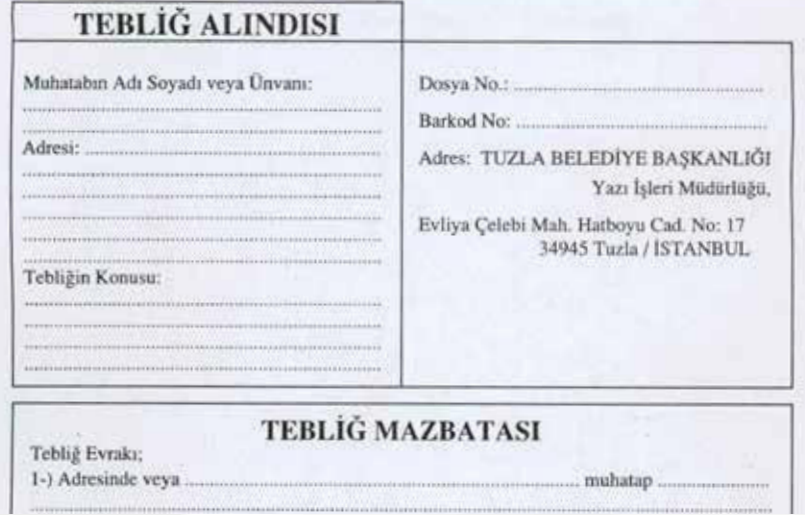 TEBLİĞ ALINDISI
Muhatabın Adı Soyadı veya Ünvanı:
Adresi:
Tebliğin Konusu:
Dosya No.:
Barkod No:
Adres: TUZLA BELEDİYE BAŞKANLIĞI
Yazı İşleri Müdürlüğü,
Evliya Çelebi Mah. Hatboyu Cad. No: 17
34945 Tuzla / İSTANBUL
TEBLİĞ MAZBATASI
Tebliğ Evrakı;
1-) Adresinde veya ........................ muhatap ............